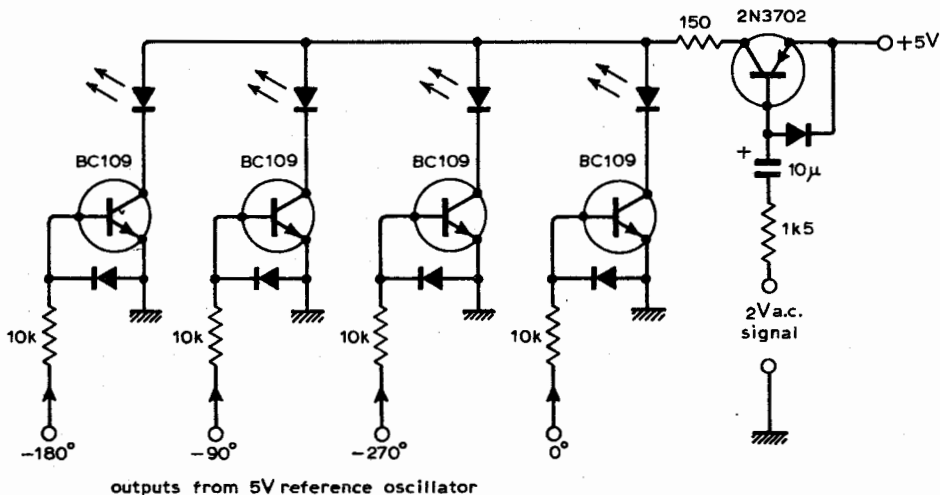 150
2N3702
+5V
BC109
BC109
BC109
BC109
+
10μ
1k5
10k
10k
10k
10k
2V a.c.
signal
-180°
-90°
-270°
0°
outputs from 5V reference oscillator